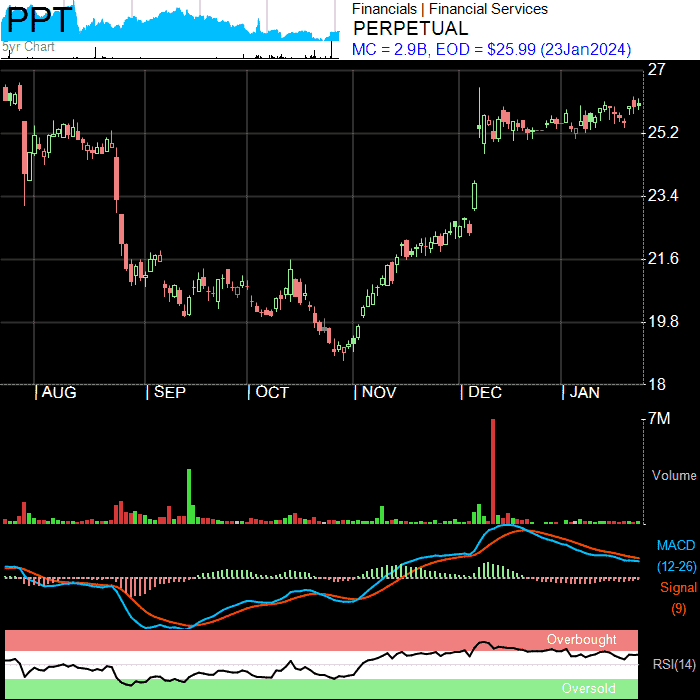 PPT
5yr Chart
Financials | Financial Services
PERPETUAL
MC = 2.9B, EOD = $25.99 (23Jan2024)
27
25.2
23.4
21.6
19.8
18
| AUG | SEP | OCT | NOV | DEC | JAN
7M
Volume
MACD
(12-26)
Signal
(9)
Overbought
RSI(14)
Oversold